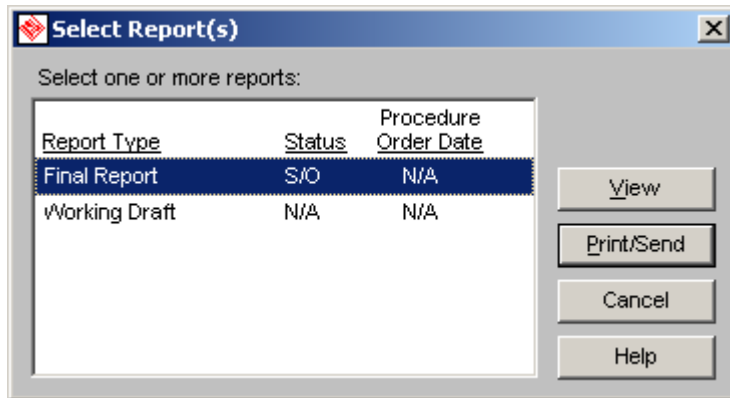 Select Report(s)
Select one or more reports:
Procedure
Report Type Status Order Date
Final Report S/O N/A
Working Draft N/A N/A
View
Print/Send
Cancel
Help